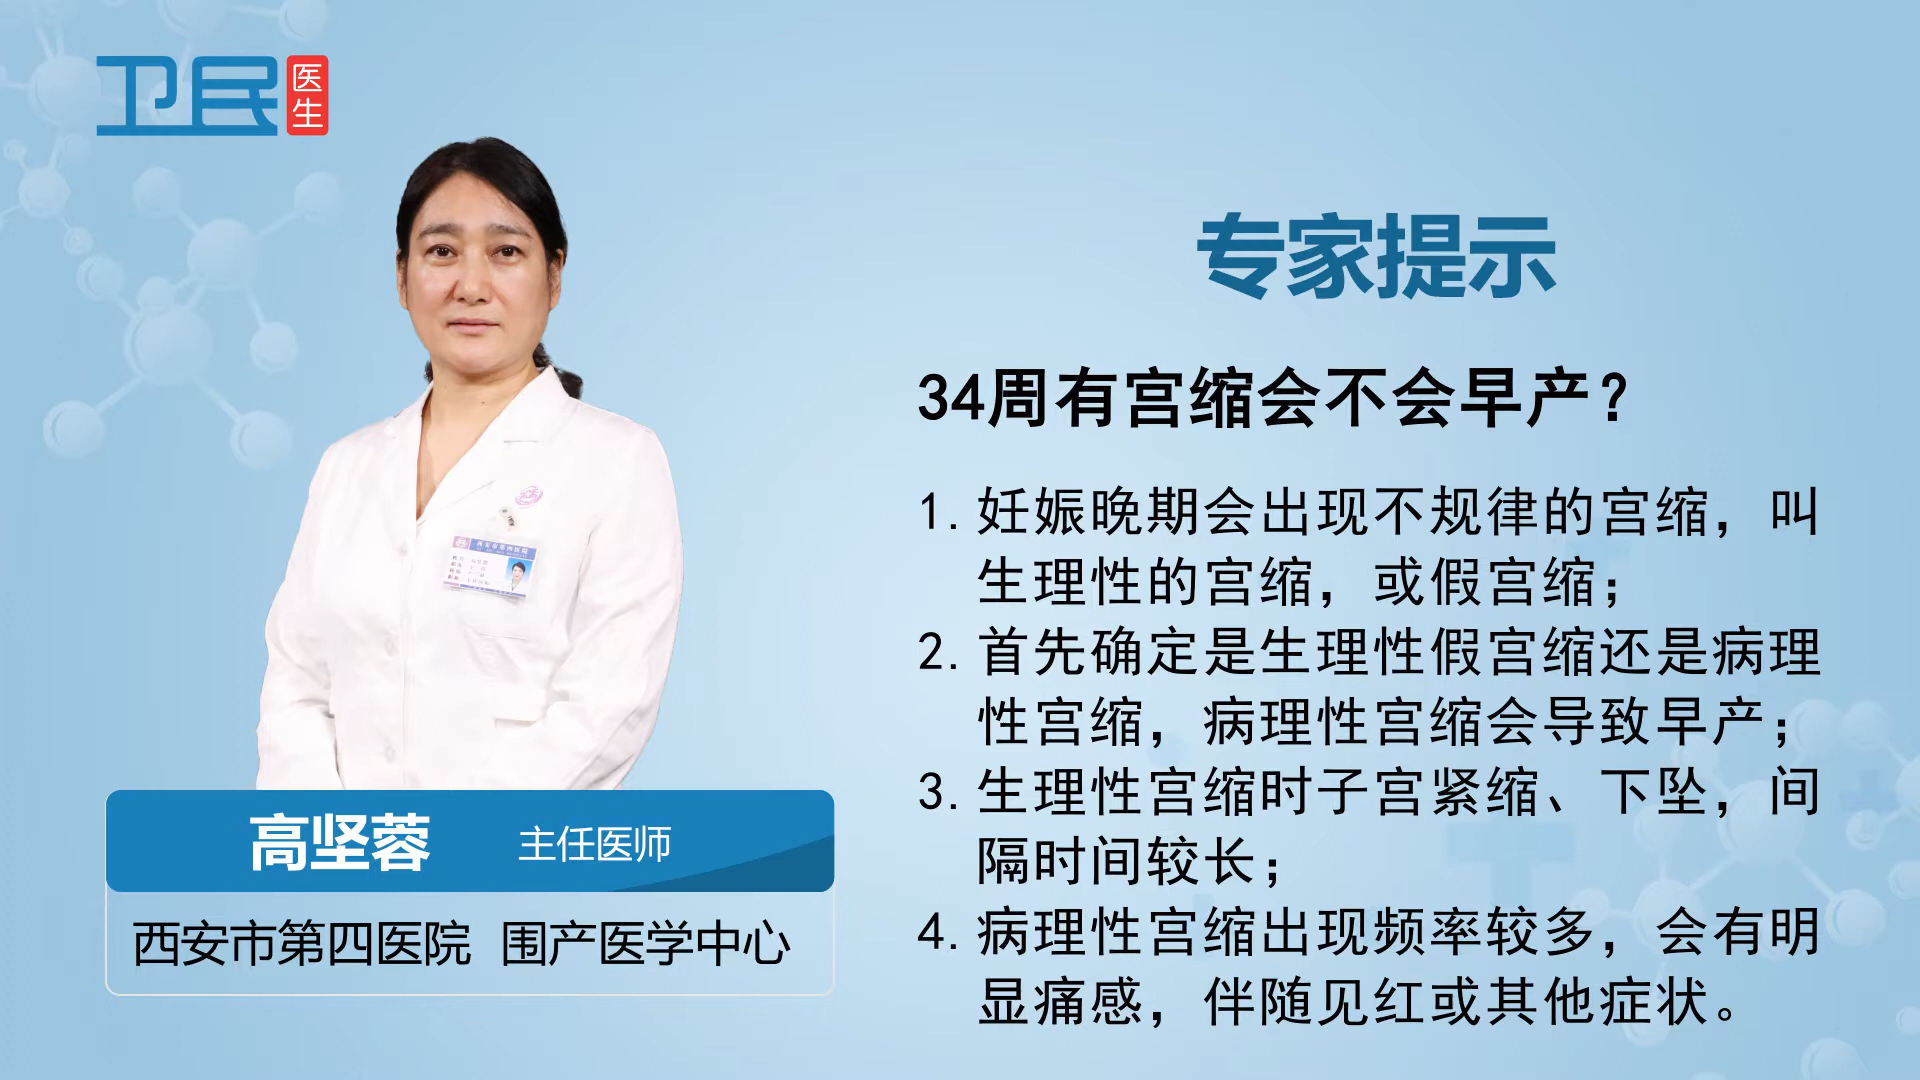 卫民医生
专家提示
34周有宫缩会不会早产?
1.妊娠晚期会出现不规律的宫缩，叫
生理性的宫缩，或假宫缩；
2.首先确定是生理性假宫缩还是病理
性宫缩，病理性宫缩会导致早产；
3.生理性宫缩时子宫紧缩、下坠，间
隔时间较长；
4.病理性宫缩出现频率较多，会有明
显痛感，伴随见红或其他症状。
西安市第四医院
高坚蓉 主任医师
西安市第四医院 围产医学中心